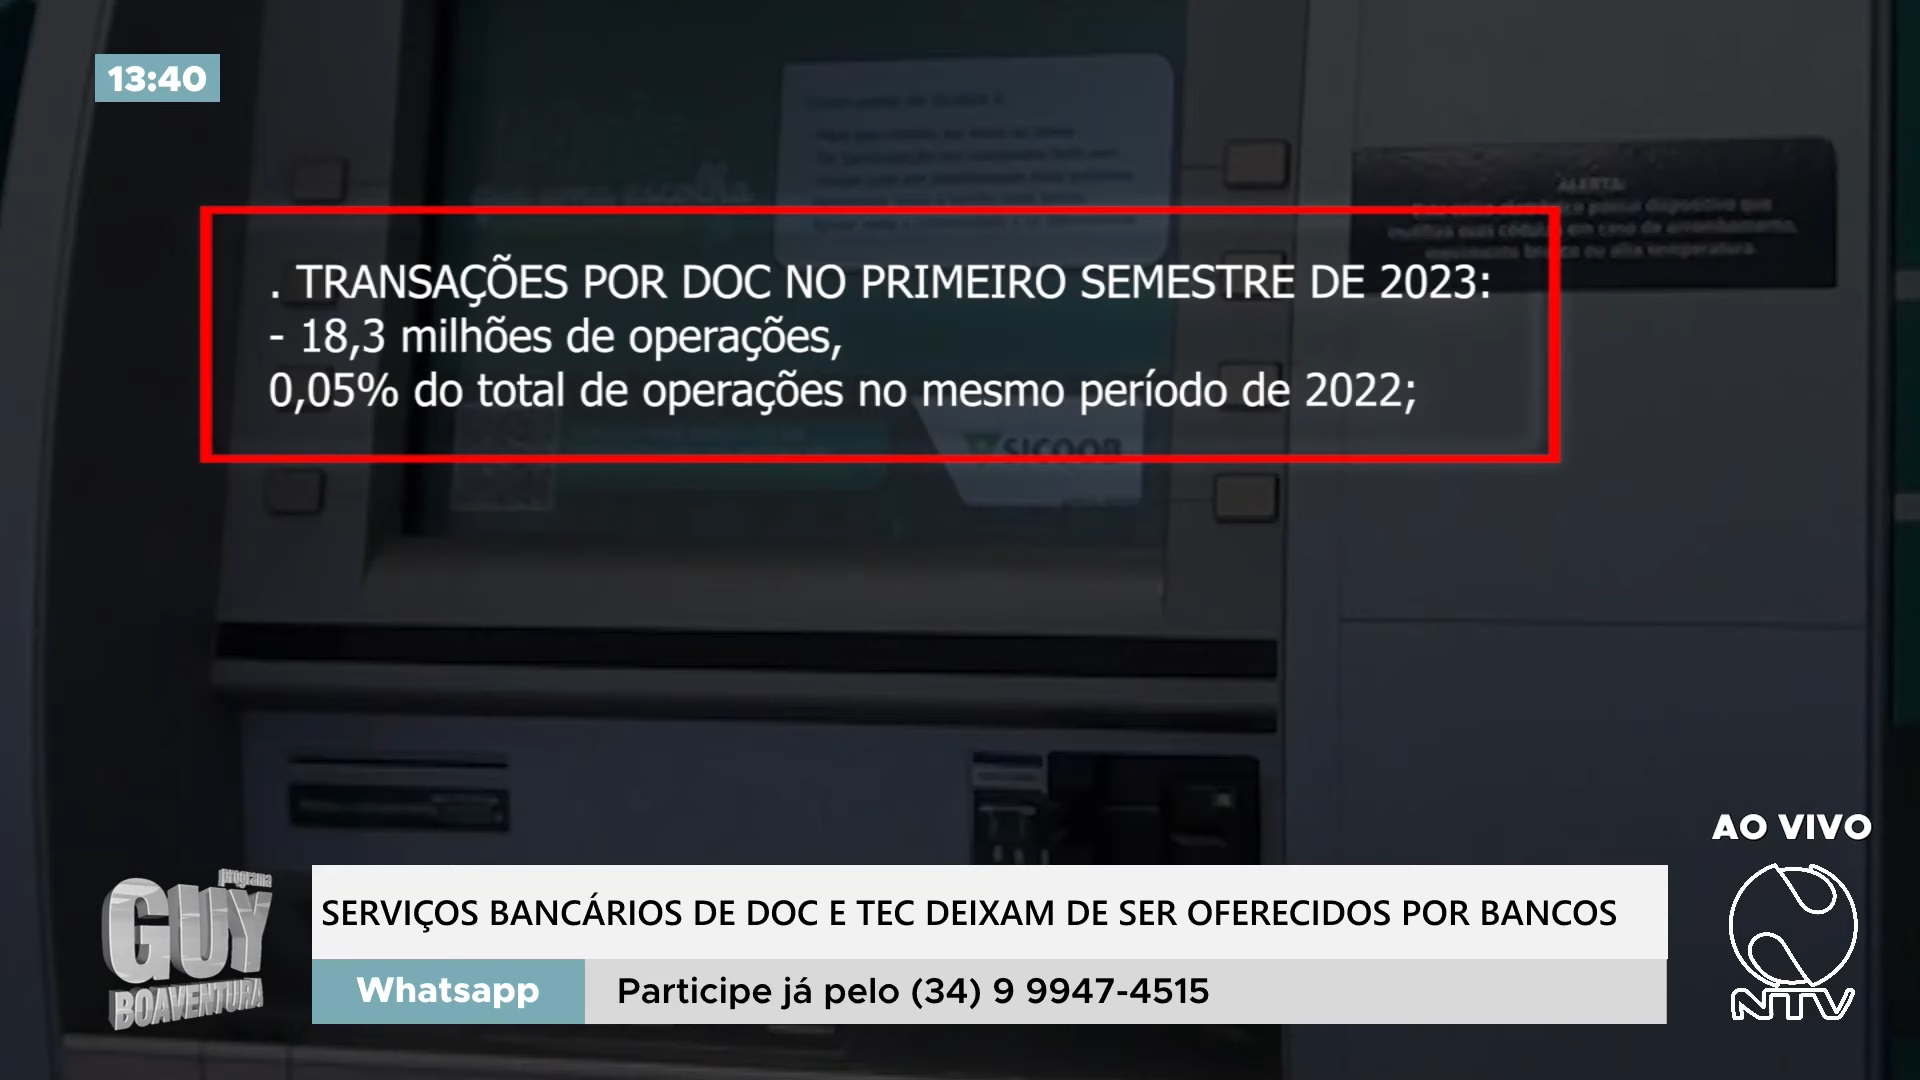 13:40
ALERTA:
. TRANSAÇÕES POR DOC NO PRIMEIRO SEMESTRE DE 2023:
- 18,3 milhões de operações,
0,05% do total de operações no mesmo período de 2022;
SICOOB
AO VIVO
programa
GUY
BOAVENTURA
SERVIÇOS BANCÁRIOS DE DOC E TEC DEIXAM DE SER OFERECIDOS POR BANCOS
Whatsapp
Participe já pelo (34) 9 9947-4515
NTV